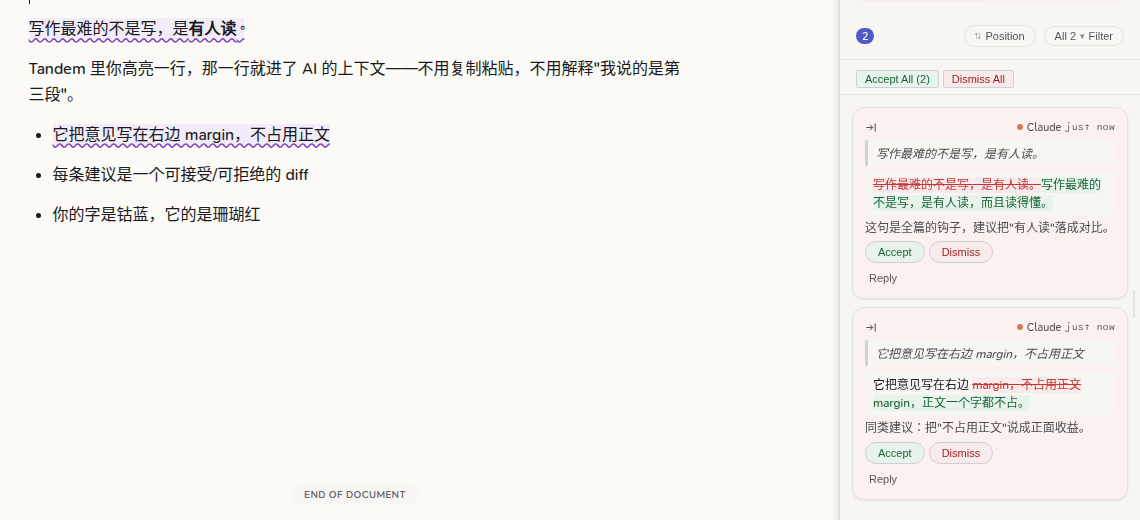 写作最难的不是写，是有人读。
Tandem 里你高亮一行，那一行就进了 AI 的上下文——不用复制粘贴，不用解释"我说的是第
三段"。
它把意见写在右边 margin，不占用正文
每条建议是一个可接受/可拒绝的 diff
你的字是钴蓝，它的是珊瑚红
END OF DOCUMENT
2
Position
All 2 ▾ Filter
Accept All (2)
Dismiss All
Claude just now
写作最难的不是写，是有人读。
写作最难的不是写，是有人读。写作最难的
不是写，是有人读，而且读得懂。
这句是全篇的钩子，建议把"有人读"落成对比。
Accept
Dismiss
Reply
Claude just now
它把意见写在右边 margin，不占用正文
它把意见写在右边 margin，不占用正文
margin，正文一个字都不占。
同类建议：把"不占用正文"说成正面收益。
Accept
Dismiss
Reply